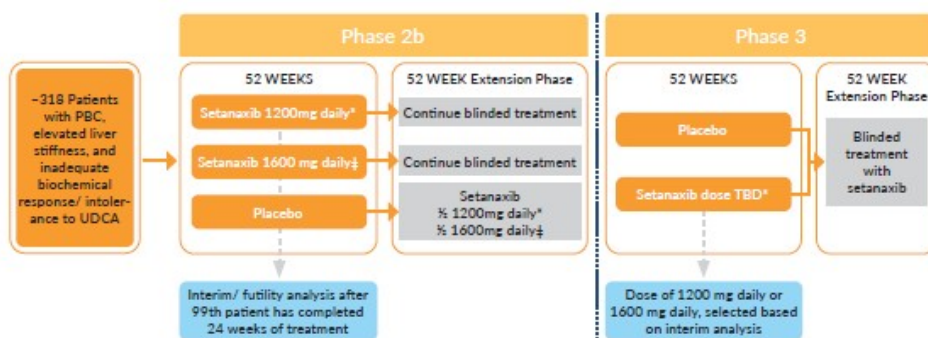 Phase 2b
Phase 3
~318 Patients
with PBC,
elevated liver
stiffness, and
inadequate
biochemical
response/ intoler-
ance to UDCA
52 WEEKS
Setanaxib 1200mg daily*
Setanaxib 1600 mg daily‡
Placebo
52 WEEK Extension Phase
Continue blinded treatment
Continue blinded treatment
Setanaxib
½ 1200mg daily*
½ 1600mg daily‡
Interim/ futility analysis after
99th patient has completed
24 weeks of treatment
52 WEEKS
Placebo
Setanaxib dose TBD*
52 WEEK
Extension Phase
Blinded
treatment
with
setanaxib
Dose of 1200 mg daily or
1600 mg daily, selected based
on interim analysis